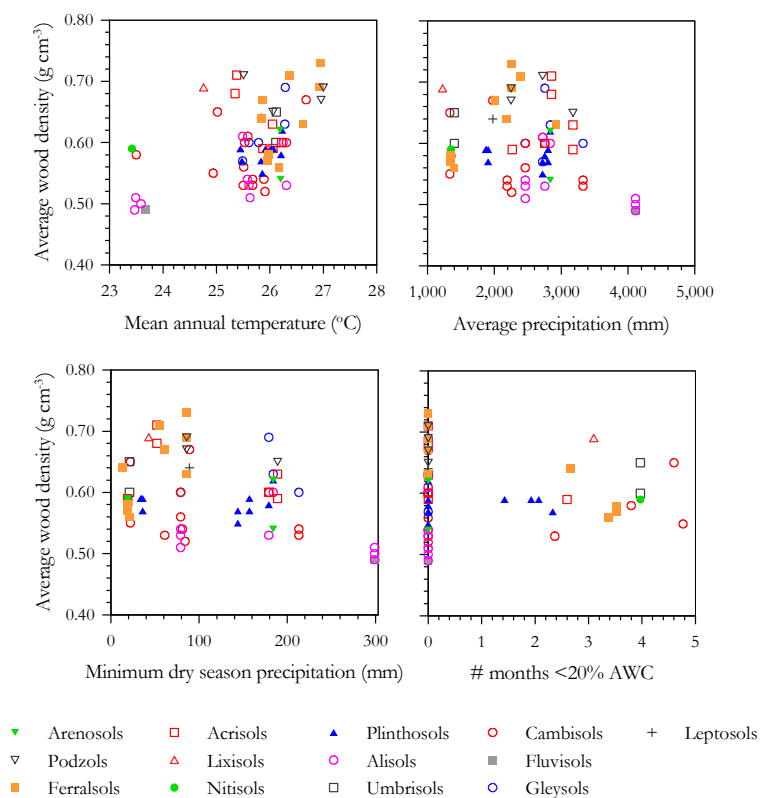 0.80
0.70
0.60
0.50
0.40
Average wood density (g cm-3)
23 24 25 26 27 28
Mean annual temperature (oC)
1,000 2,000 3,000 4,000 5,000
Average precipitation (mm)
0.80
0.70
0.60
0.50
0.40
Average wood density (g cm-3)
0 100 200 300
Minimum dry season precipitation (mm)
0 1 2 3 4 5
# months <20% AWC
Arenosols Acrisols Plinthosols Cambisols Leptosols
Podzols Lixisols Alisols Fluvisols
Ferralsols Nitisols Umbrisols Gleysols